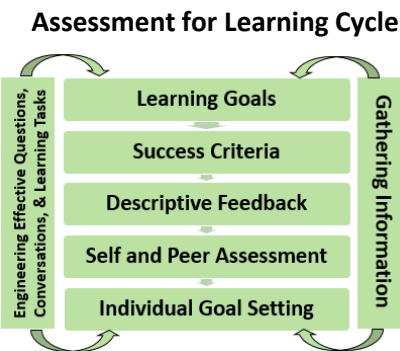 Assessment for Learning Cycle
Engineering Effective Questions,
Conversations, & Learning Tasks
Learning Goals
Success Criteria
Descriptive Feedback
Self and Peer Assessment
Individual Goal Setting
Gathering Information